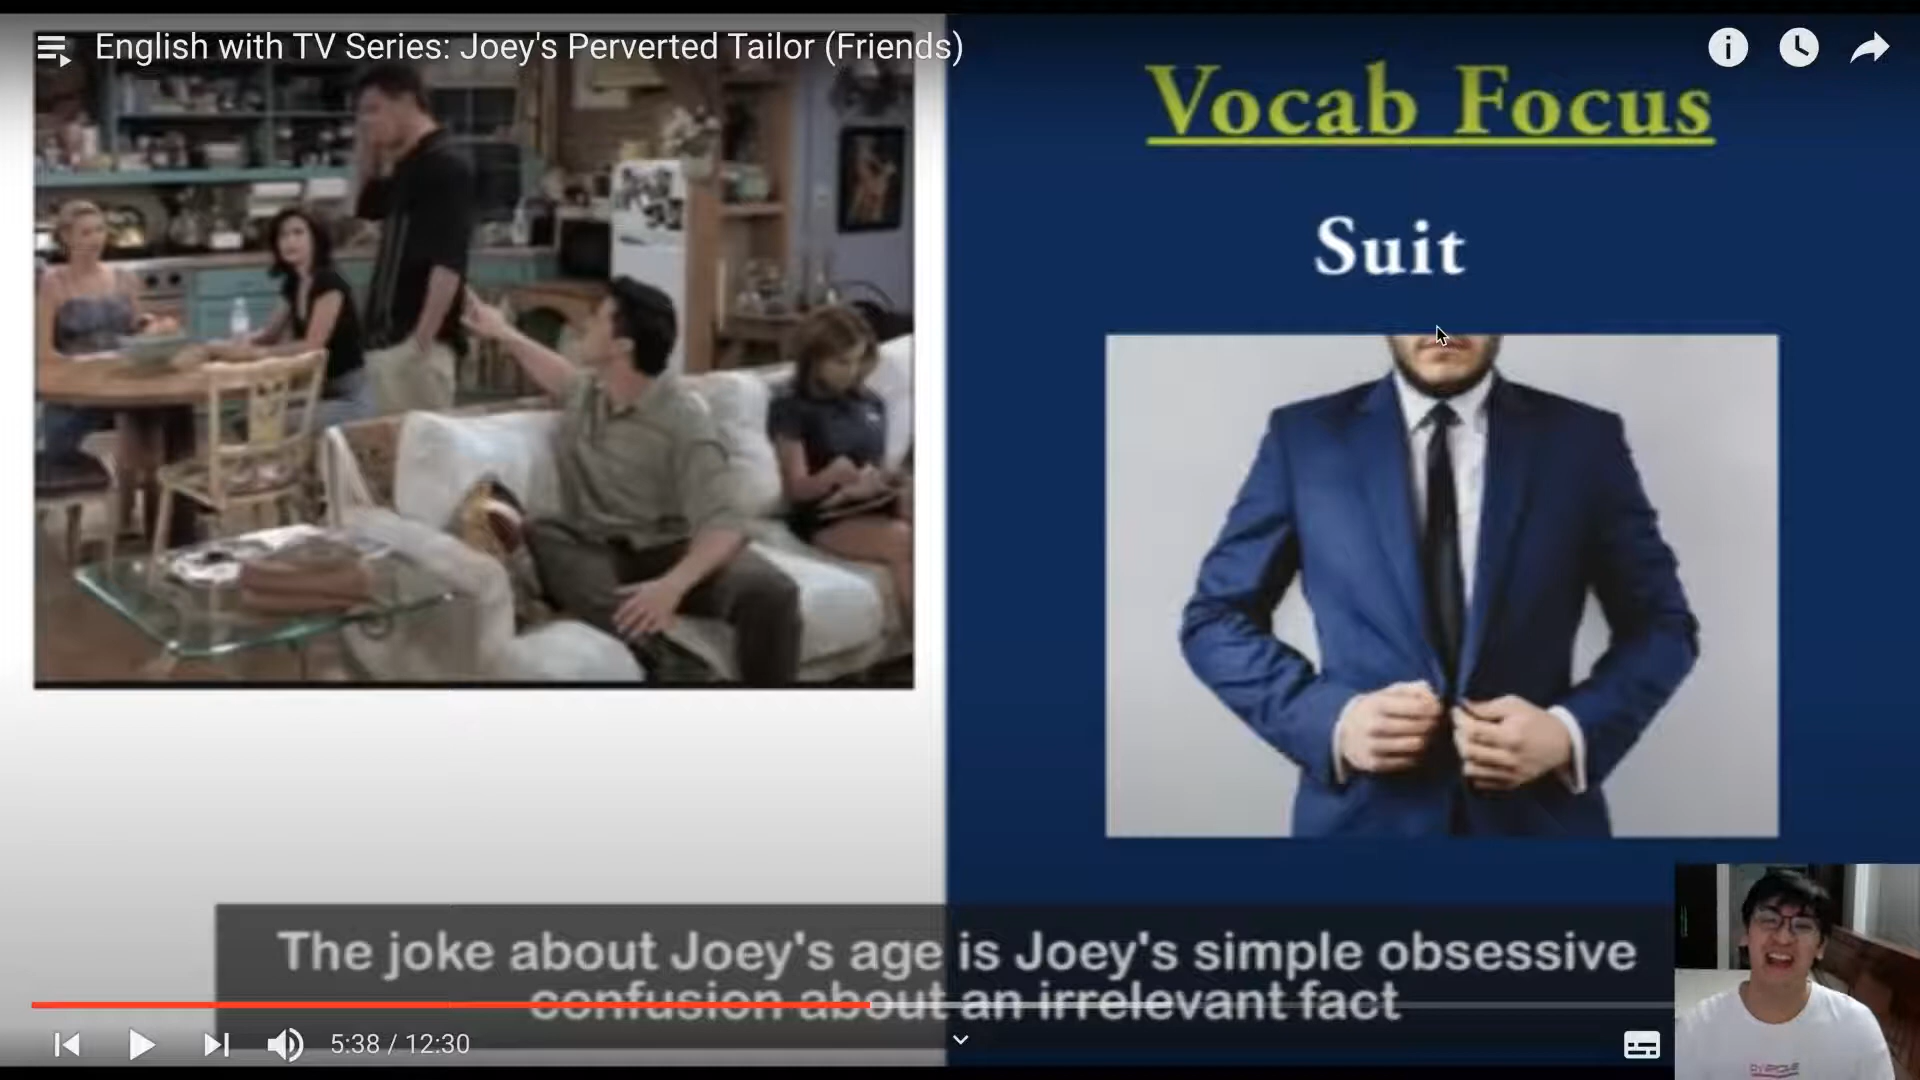 English with TV Series: Joey's Perverted Tailor (Friends)
Vocab Focus
Suit
The joke about Joey's age is Joey's simple obsessive
confusion about an irrelevant fact
5:38 / 12:30